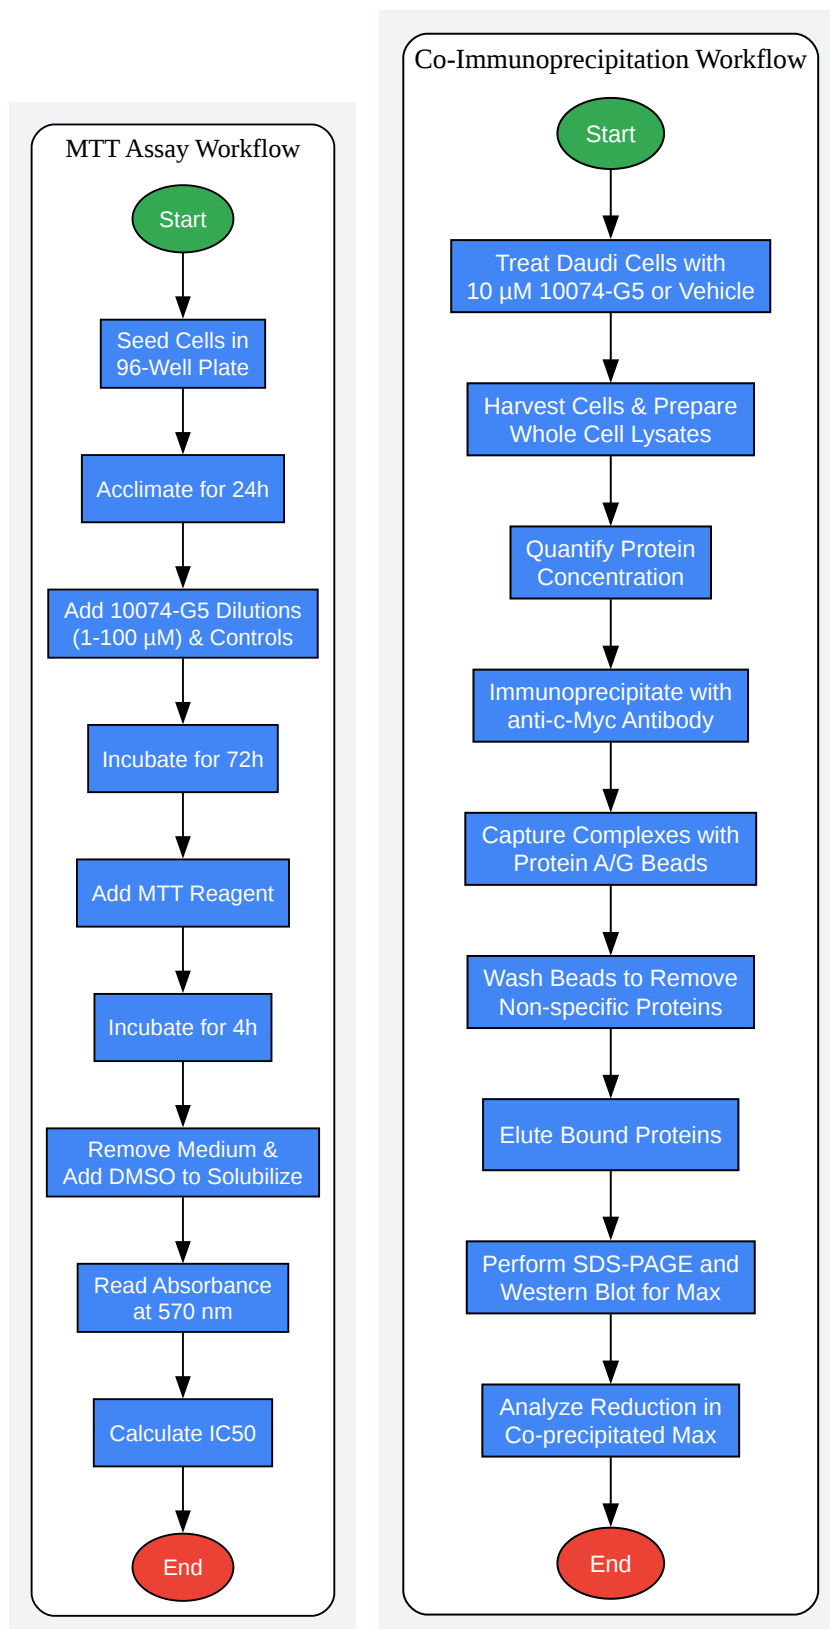 MTT Assay Workflow
Start
Seed Cells in
96-Well Plate
Acclimate for 24h
Add 10074-G5 Dilutions
(1-100 µM) & Controls
Incubate for 72h
Add MTT Reagent
Incubate for 4h
Remove Medium &
Add DMSO to Solubilize
Read Absorbance
at 570 nm
Calculate IC50
End
Co-Immunoprecipitation Workflow
Start
Treat Daudi Cells with
10 µM 10074-G5 or Vehicle
Harvest Cells & Prepare
Whole Cell Lysates
Quantify Protein
Concentration
Immunoprecipitate with
anti-c-Myc Antibody
Capture Complexes with
Protein A/G Beads
Wash Beads to Remove
Non-specific Proteins
Elute Bound Proteins
Perform SDS-PAGE and
Western Blot for Max
Analyze Reduction in
Co-precipitated Max
End